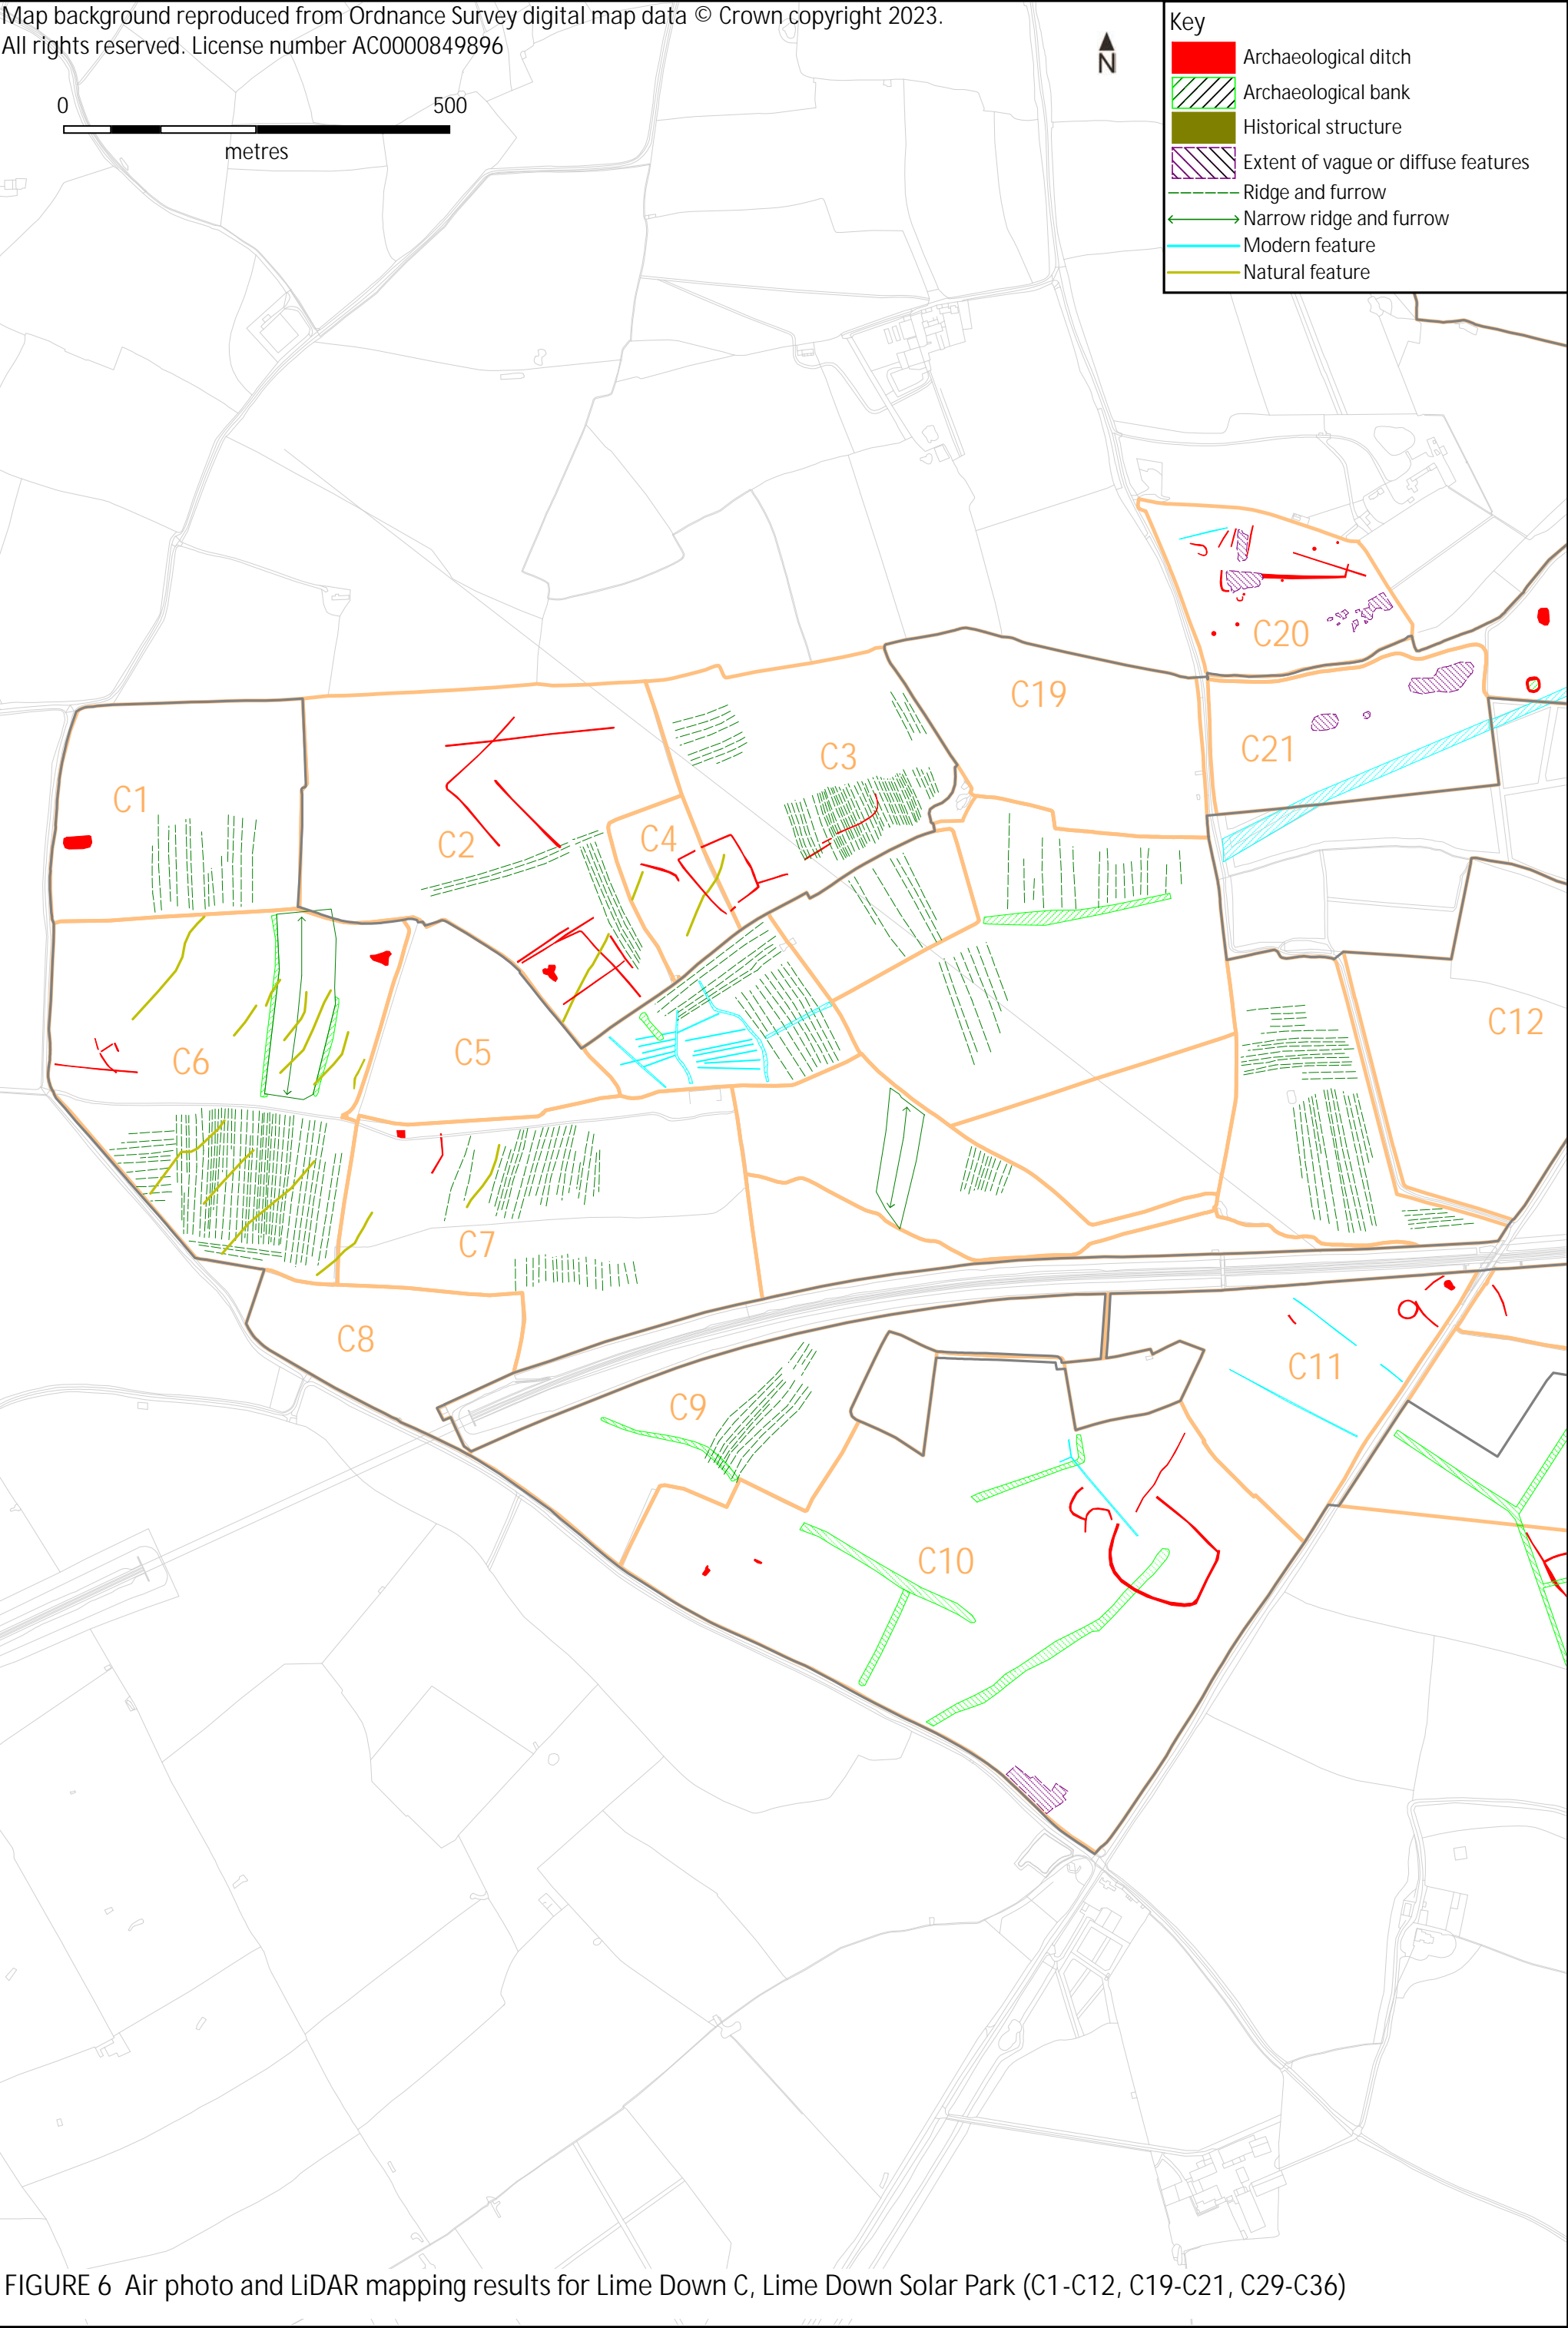 Map background reproduced from Ordnance Survey digital map data © Crown copyright 2023.
All rights reserved. License number AC0000849896
0 500
metres
N
Key
Archaeological ditch
Archaeological bank
Historical structure
Extent of vague or diffuse features
Ridge and furrow
Narrow ridge and furrow
Modern feature
Natural feature
C20
C19
C21
C3
C1
C4
C2
C12
C5
C6
C7
C8
C11
C9
C10
FIGURE 6 Air photo and LiDAR mapping results for Lime Down C, Lime Down Solar Park (C1-C12, C19-C21, C29-C36)